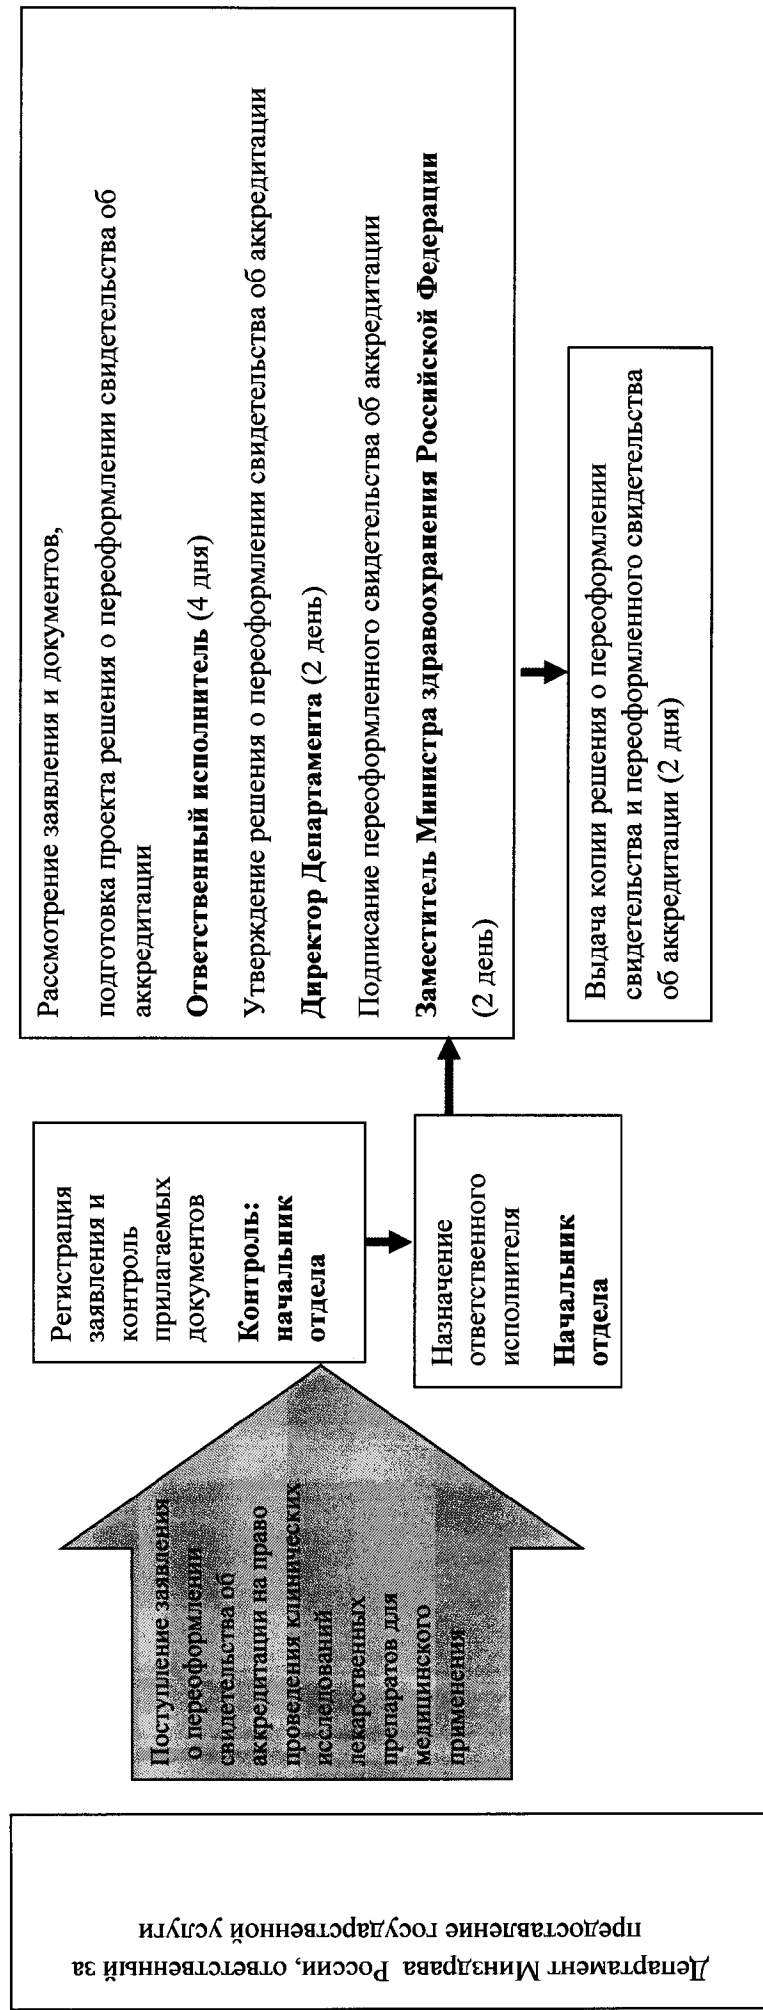 Департамент Минздрава России, ответственный за
предоставление государственной услуги
Поступление заявления
о переоформлении
свидетельства об
аккредитации на право
проведения клинических
исследований
лекарственных
препаратов для
медицинского
применения
Регистрация
заявления и
контроль
прилагаемых
документов
Контроль:
начальник
отдела
Назначение
ответственного
исполнителя
Начальник
отдела
Рассмотрение заявления и документов,
подготовка проекта решения о переоформлении свидетельства об
аккредитации
Ответственный исполнитель (4 дня)
Утверждение решения о переоформлении свидетельства об аккредитации
Директор Департамента (2 день)
Подписание переоформленного свидетельства об аккредитации
Заместитель Министра здравоохранения Российской Федерации
(2 день)
Выдача копии решения о переоформлении
свидетельства и переоформленного свидетельства
об аккредитации (2 дня)